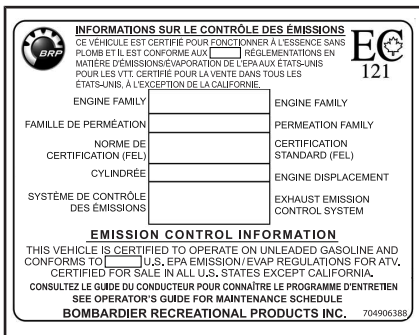 INFORMATIONS SUR LE CONTRÔLE DES ÉMISSIONS
CE VÉHICULE EST CERTIFIÉ POUR FONCTIONNER À L'ESSENCE SANS
PLOMB ET IL EST CONFORME AUX RÉGLEMENTATIONS EN
MATIÈRE D'ÉMISSIONS/ÉVAPORATION DE L'EPA AUX ÉTATS-UNIS
POUR LES VTT. CERTIFIÉ POUR LA VENTE DANS TOUS LES
ÉTATS-UNIS, À L'EXCEPTION DE LA CALIFORNIE.
BRP
EC
121
ENGINE FAMILY ENGINE FAMILY
FAMILLE DE PERMÉATION PERMEATION FAMILY
NORME DE CERTIFICATION
CERTIFICATION (FEL) STANDARD (FEL)
CYLINDRÉE ENGINE DISPLACEMENT
SYSTÈME DE CONTRÔLE EXHAUST EMISSION
DES ÉMISSIONS CONTROL SYSTEM
EMISSION CONTROL INFORMATION
THIS VEHICLE IS CERTIFIED TO OPERATE ON UNLEADED GASOLINE AND
CONFORMS TO U.S. EPA EMISSION/EVAP REGULATIONS FOR ATV.
CERTIFIED FOR SALE IN ALL U.S. STATES EXCEPT CALIFORNIA.
CONSULTEZ LE GUIDE DU CONDUCTEUR POUR CONNAÎTRE LE PROGRAMME D'ENTRETIEN
SEE OPERATOR'S GUIDE FOR MAINTENANCE SCHEDULE
BOMBARDIER RECREATIONAL PRODUCTS INC. 704906388